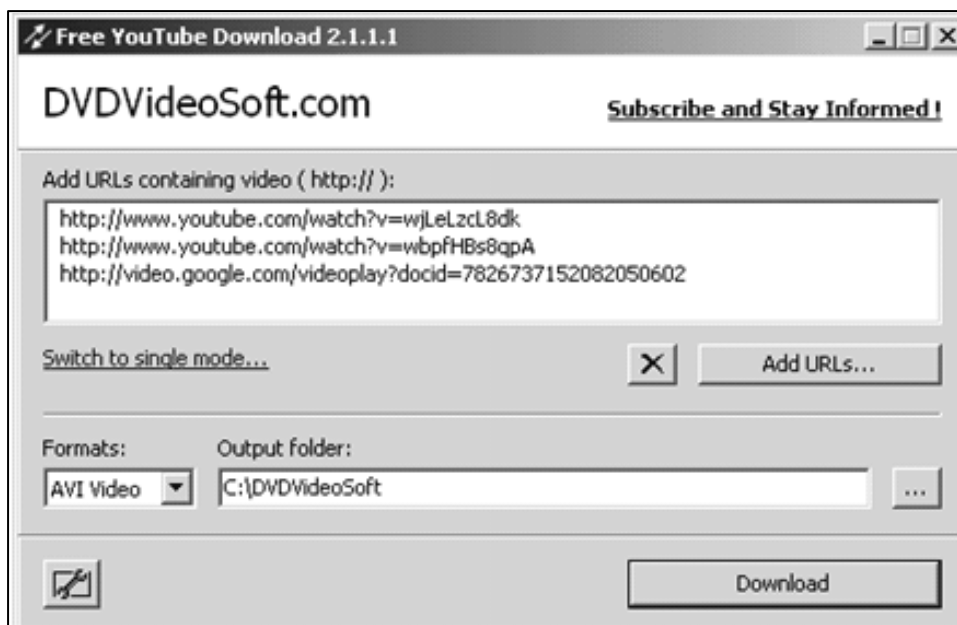 Free YouTube Download 2.1.1.1
DVDVideoSoft.com
Subscribe and Stay Informed !
Add URLs containing video ( http:// ):
http://www.youtube.com/watch?v=wjLeLzcL8dk
http://www.youtube.com/watch?v=wbpfHBs8qpA
http://video.google.com/videoplay?docid=7826737152082050602
Switch to single mode...
Add URLs...
Formats:
Output folder:
AVI Video
C:\DVDVideoSoft
...
Download